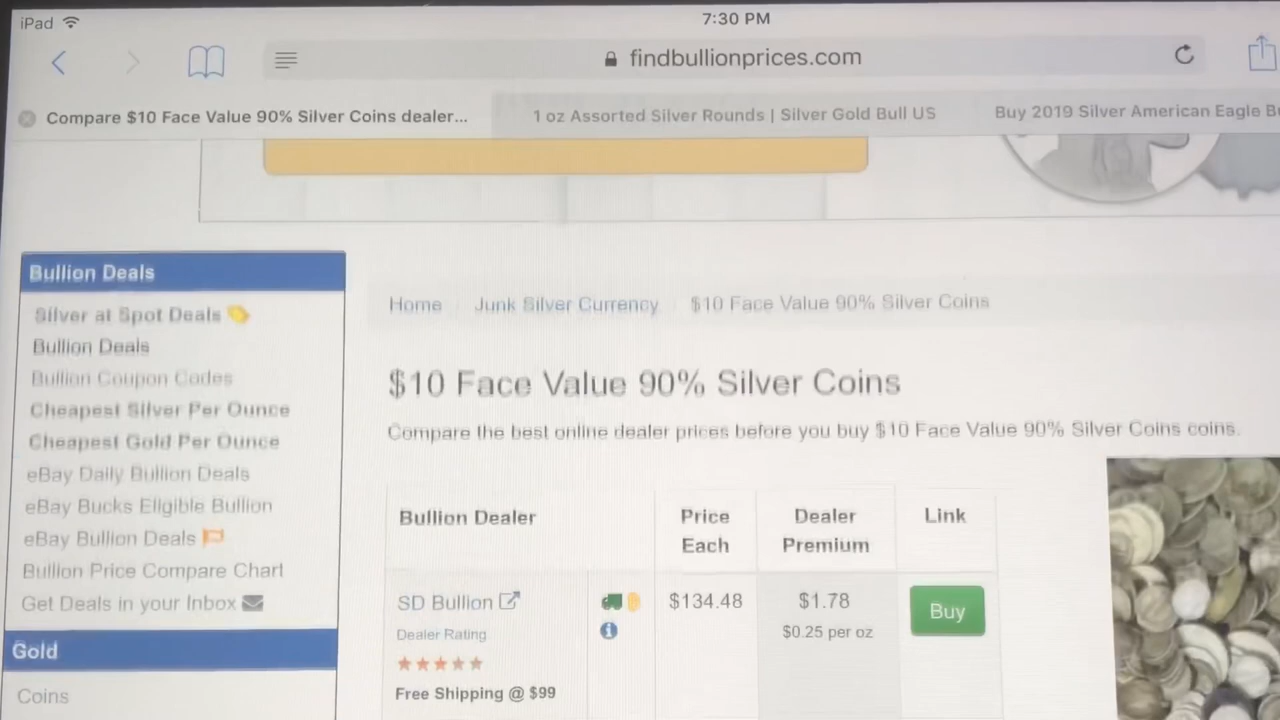 iPad
7:30 PM
findbullionprices.com
Compare $10 Face Value 90% Silver Coins dealer...
1 oz Assorted Silver Rounds | Silver Gold Bull US
Buy 2019 Silver American Eagle
Bullion Deals
Silver at Spot Deals
Bullion Deals
Bullion Coupon Codes
Cheapest Silver Per Ounce
Cheapest Gold Per Ounce
eBay Daily Bullion Deals
eBay Bucks Eligible Bullion
eBay Bullion Deals
Bullion Price Compare Chart
Get Deals in your Inbox
Gold
Coins
Home
Junk Silver Currency
$10 Face Value 90% Silver Coins
$10 Face Value 90% Silver Coins
Compare the best online dealer prices before you buy $10 Face Value 90% Silver Coins coins.
Bullion Dealer
Price Each
Dealer Premium
Link
SD Bullion
$134.48
$1.78
Buy
Dealer Rating
$0.25 per oz
Free Shipping @ $99